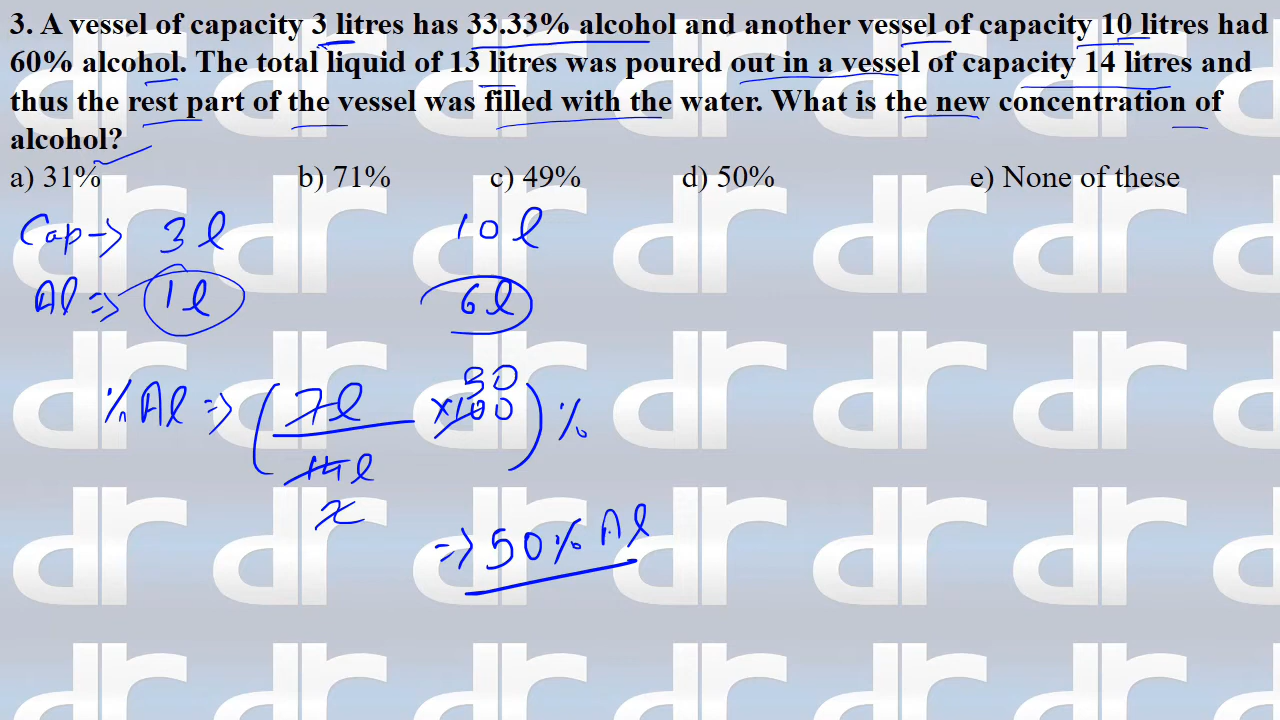 3. A vessel of capacity 3 litres has 33.33% alcohol and another vessel of capacity 10 litres had
60% alcohol. The total liquid of 13 litres was poured out in a vessel of capacity 14 litres and
thus the rest part of the vessel was filled with the water. What is the new concentration of
alcohol?
a) 31% b) 71% c) 49% d) 50% e) None of these
Cap → 3 l 10 l
Al ⇒ 1 l 6 l
50
% Al ⇒ ( 7 l × 100 ) %
14 l
2
⇒ 50% Al